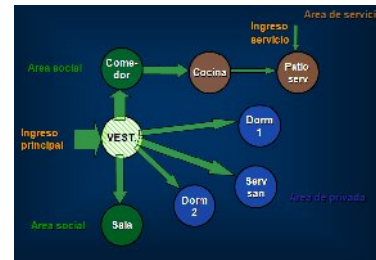 Area de servici
Ingreso
servicio
Area social
Come-
dor
Cocina
Patio
serv
Ingreso
principal
VEST.
Dorm
1
Serv
san
Dorm
2
Area de privada
Area social
Sala